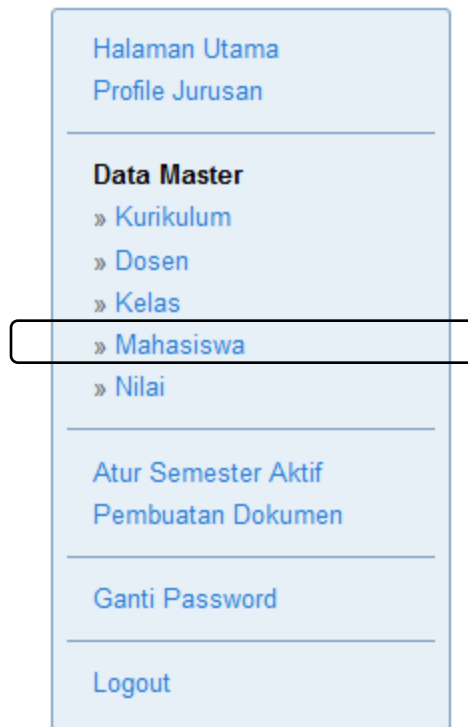 Halaman Utama
Profile Jurusan
Data Master
» Kurikulum
» Dosen
» Kelas
» Mahasiswa
» Nilai
Atur Semester Aktif
Pembuatan Dokumen
Ganti Password
Logout